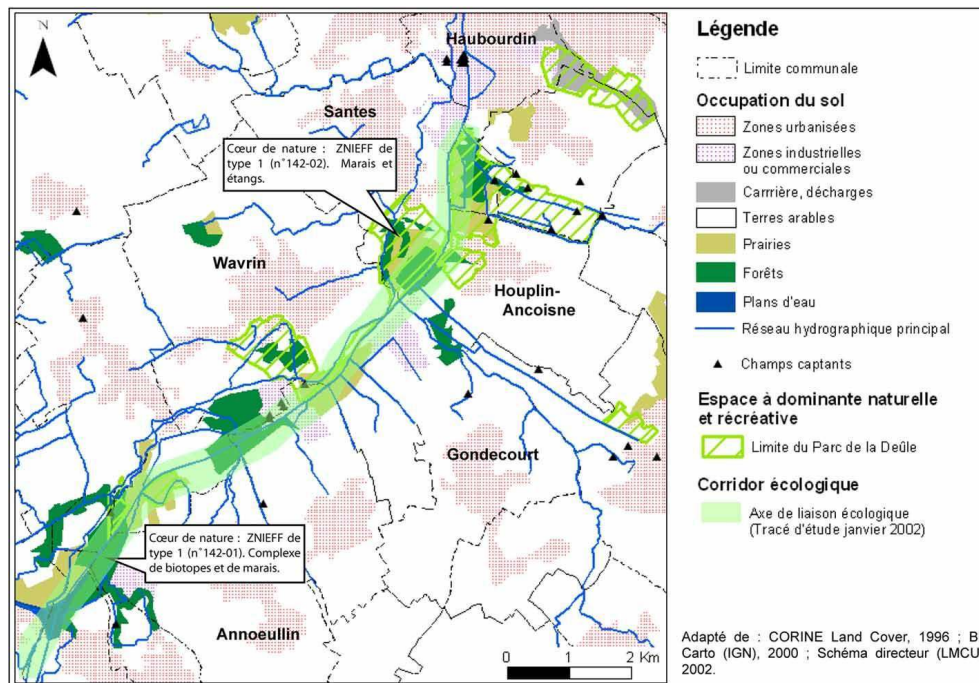 N
Haubourdin
Santes
Cœur de nature : ZNIEFF de
type 1 (n°142-02). Marais et
étangs.
Wavrin
Houplin-
Ancoisne
Gondecourt
Cœur de nature : ZNIEFF de
type 1 (n°142-01). Complexe
de biotopes et de marais.
Annoeullin
0 1 2 Km
Légende
Limite communale
Occupation du sol
Zones urbanisées
Zones industrielles
ou commerciales
Carrrière, décharges
Terres arables
Prairies
Forêts
Plans d'eau
Réseau hydrographique principal
Champs captants
Espace à dominante naturelle
et récréative
Limite du Parc de la Deûle
Corridor écologique
Axe de liaison écologique
(Tracé d'étude janvier 2002)
Adapté de : CORINE Land Cover, 1996 ; B
Carto (IGN), 2000 ; Schéma directeur (LMCU
2002.